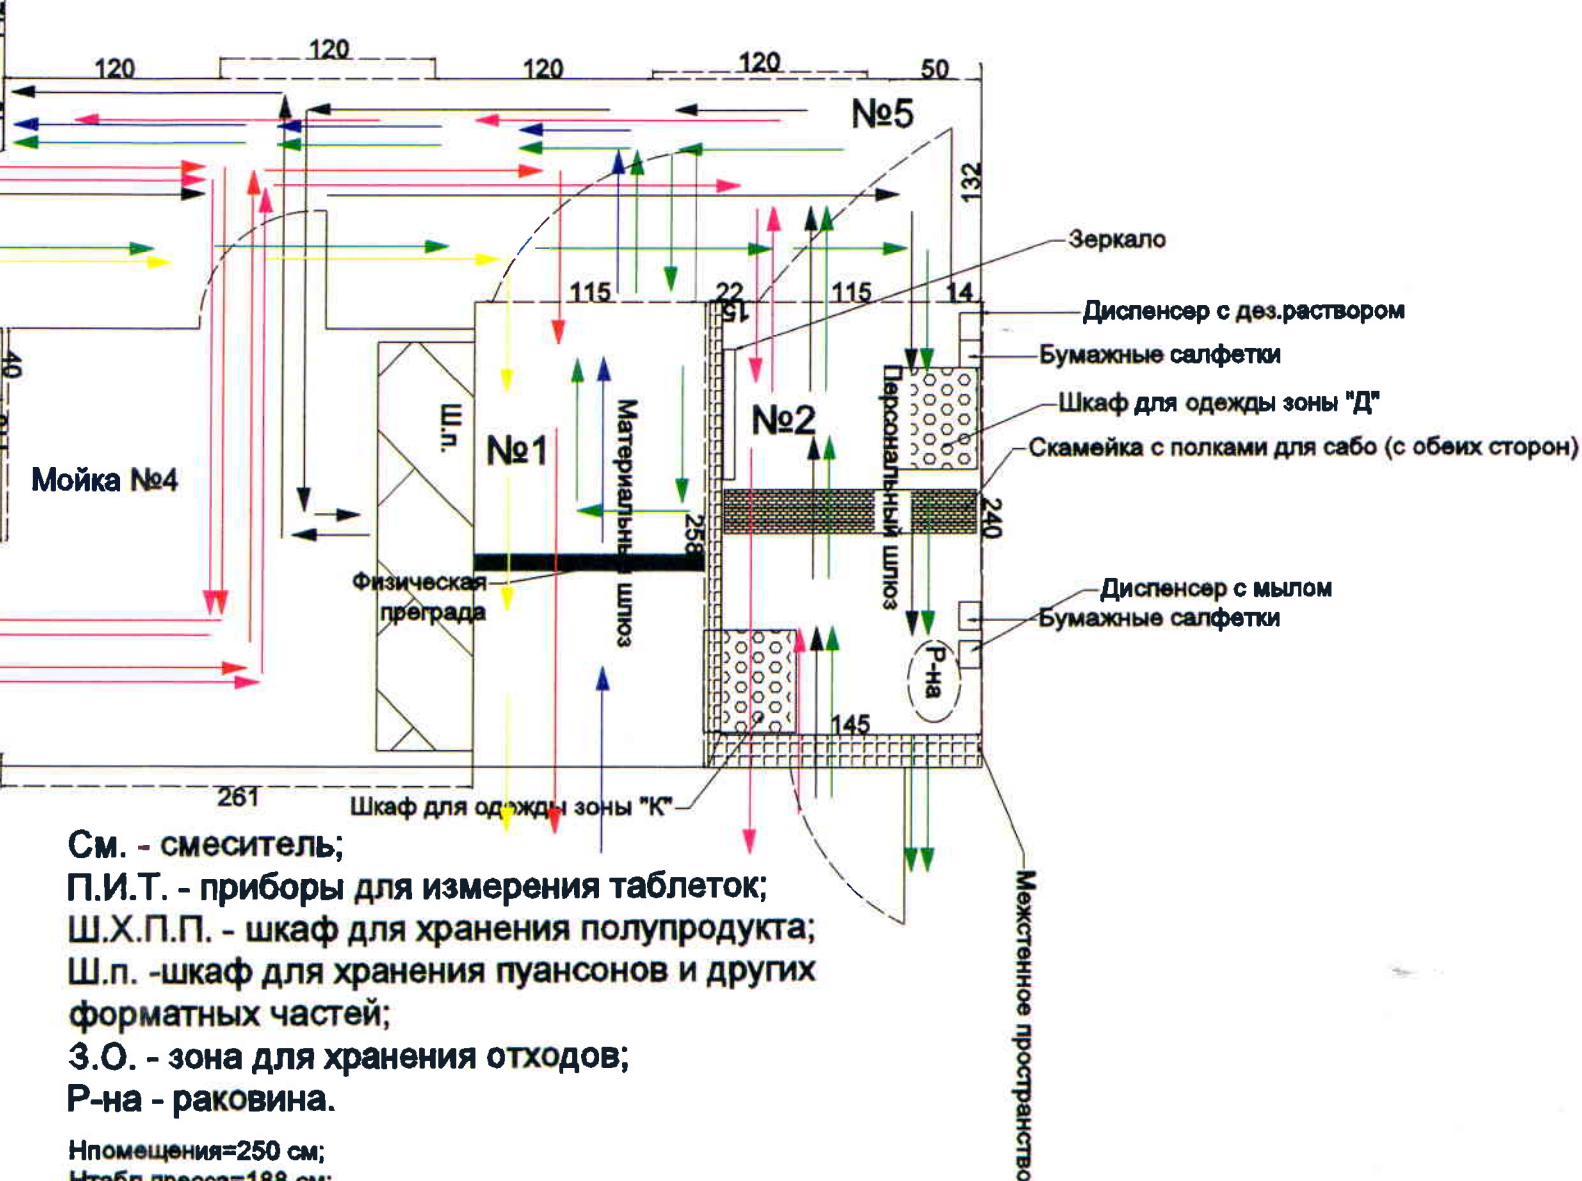 120
120
120
120
50
№5
132
Зеркало
115
22
115
14
15
Диспенсер с дез.раствором
Бумажные салфетки
40
Шкаф для одежды зоны "Д"
Ш.п.
№1
Материальный шлюз
№2
Персональный шлюз
Скамейка с полками для сабо (с обеих сторон)
Мойка №4
258
240
Физическая
преграда
Диспенсер с мылом
Бумажные салфетки
Р-на
145
261
Шкаф для одежды зоны "К"
Межстенное пространство
См. - смеситель;
П.И.Т. - приборы для измерения таблеток;
Ш.Х.П.П. - шкаф для хранения полупродукта;
Ш.п. -шкаф для хранения пуансонов и других
форматных частей;
З.О. - зона для хранения отходов;
Р-на - раковина.
Нпомещения=250 см;
Нтабл.пресса=188 см;